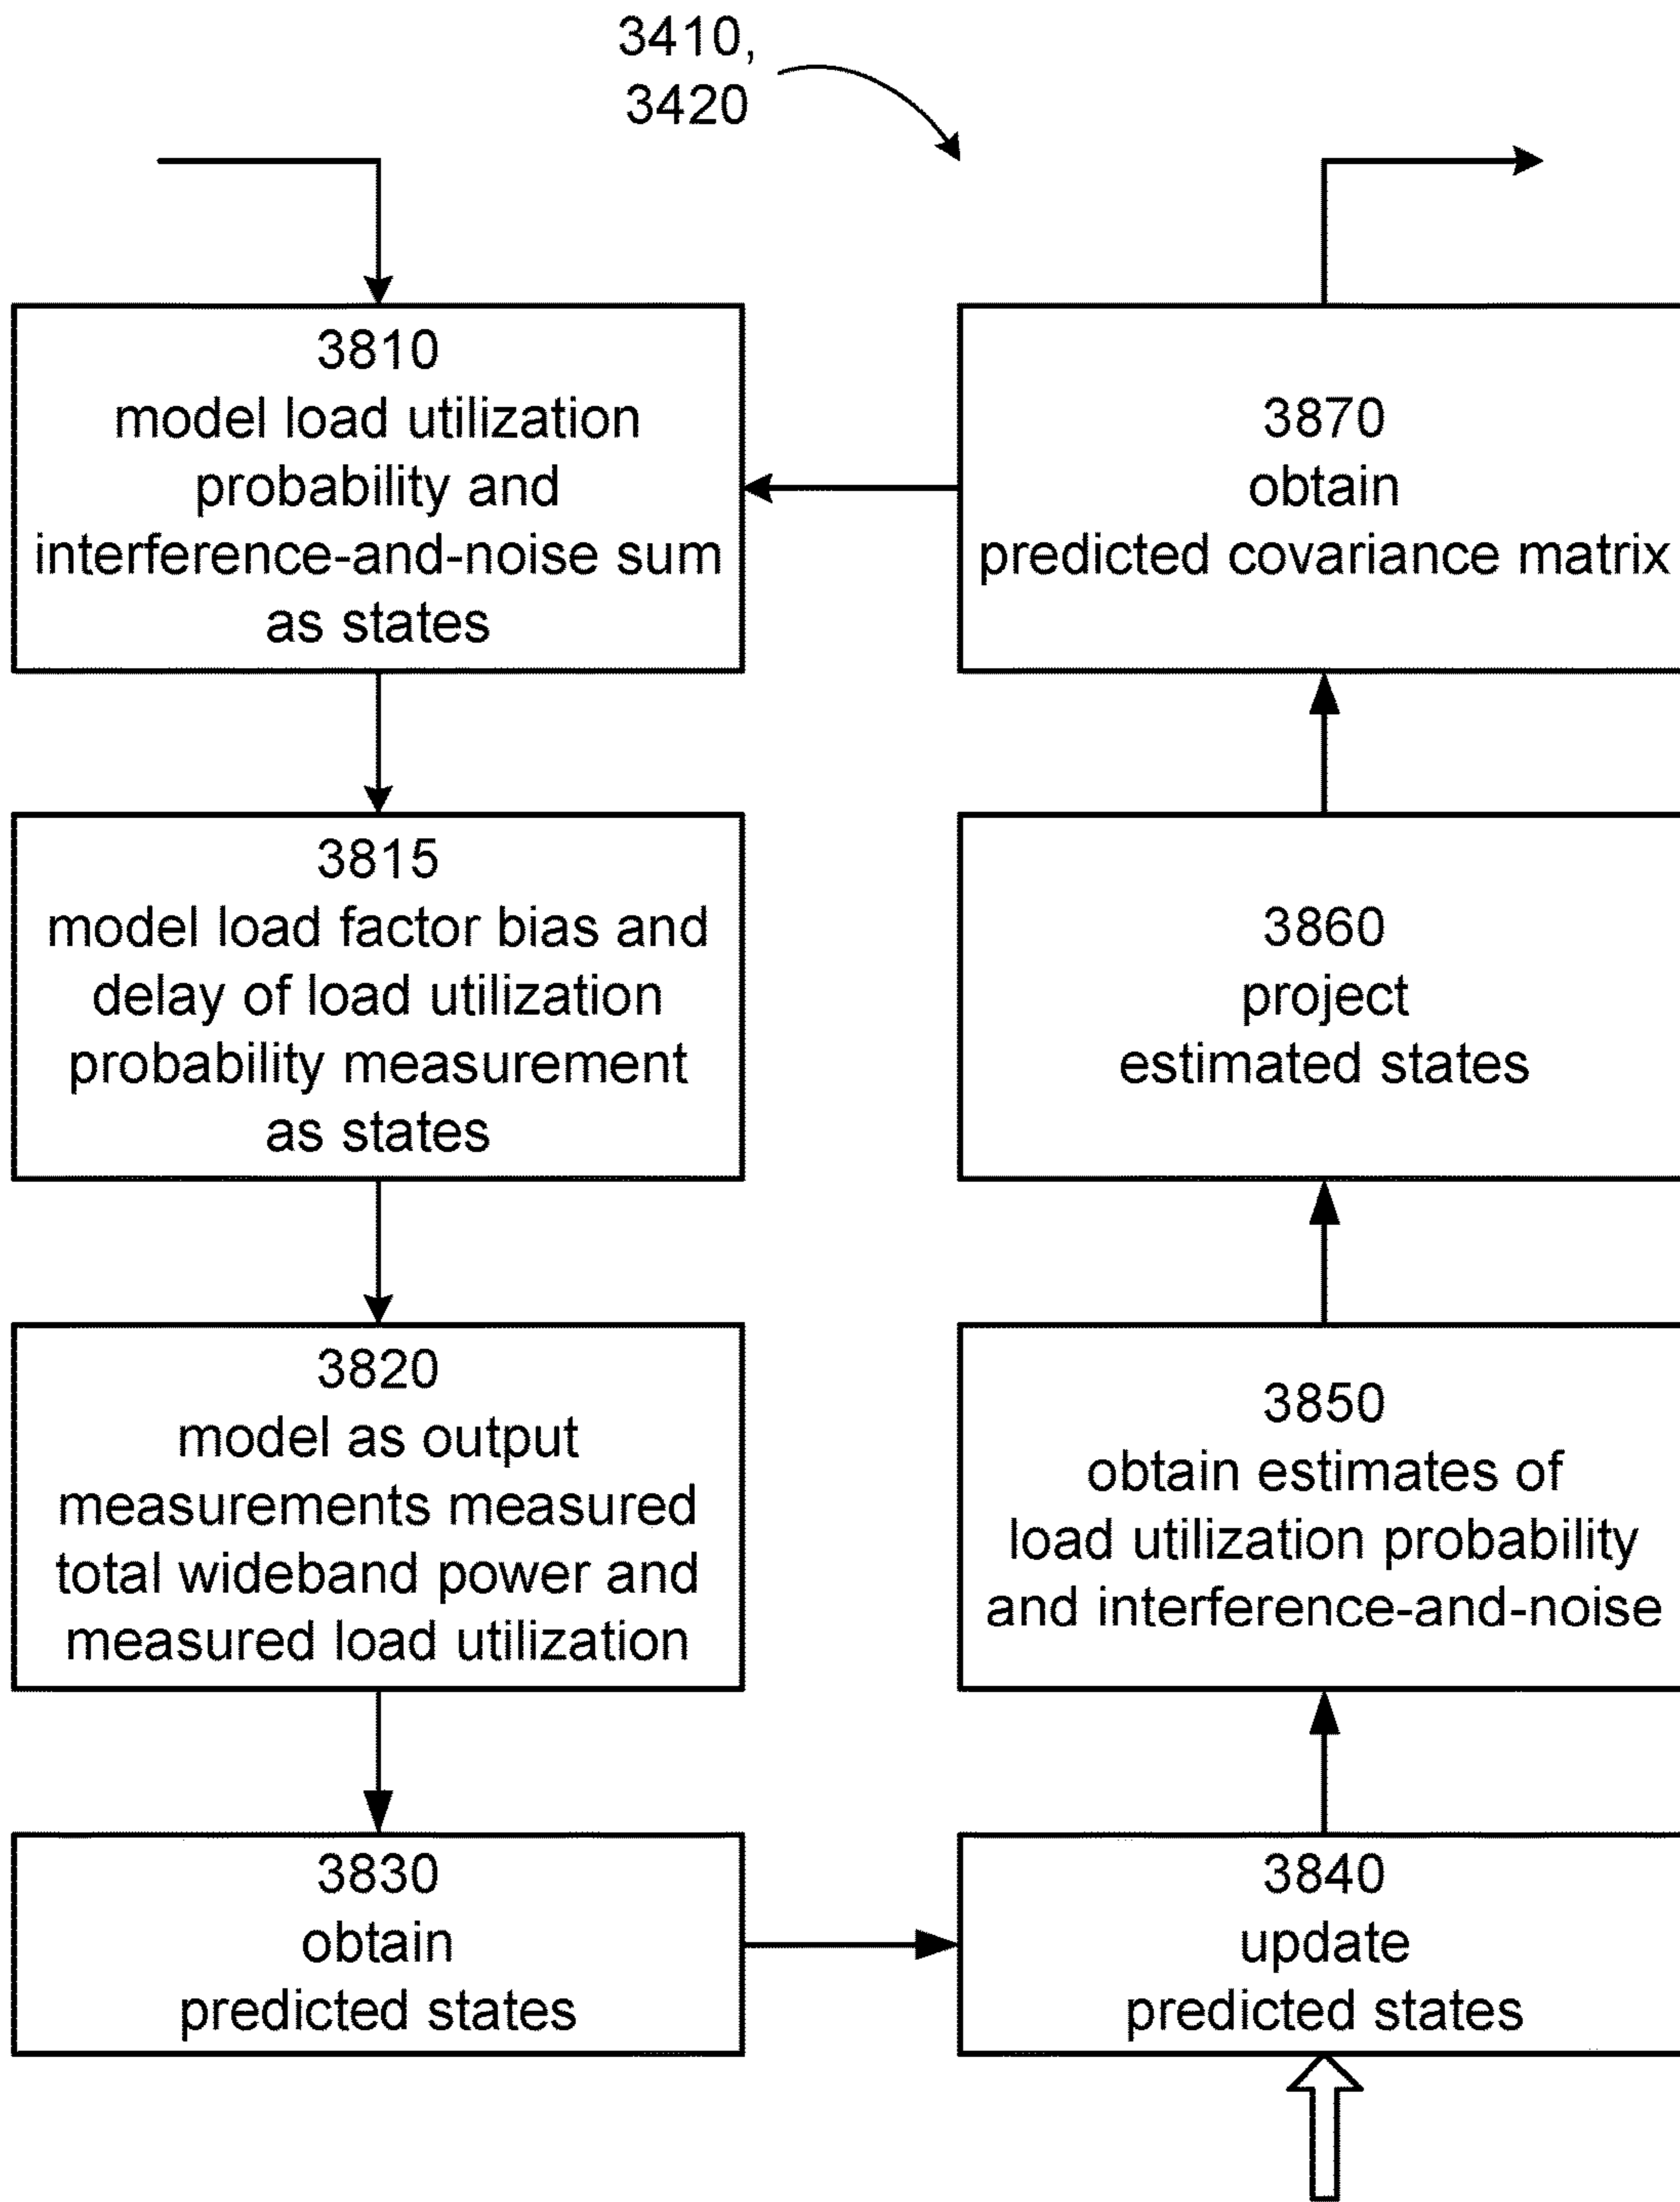 3410,
3420
3810
model load utilization
probability and
interference-and-noise sum
as states
3815
model load factor bias and
delay of load utilization
probability measurement
as states
3820
model as output
measurements measured
total wideband power and
measured load utilization
3830
obtain
predicted states
3840
update
predicted states
3850
obtain estimates of
load utilization probability
and interference-and-noise
3860
project
estimated states
3870
obtain
predicted covariance matrix